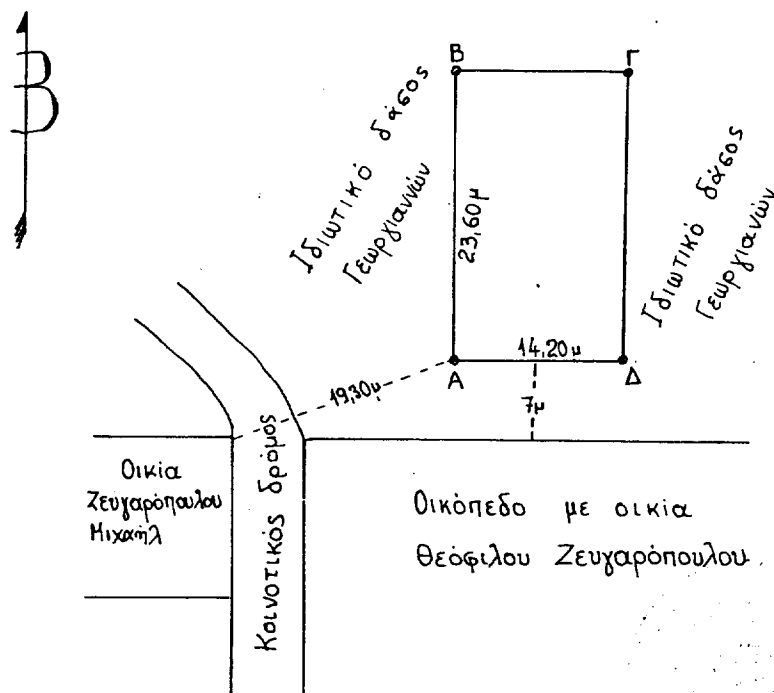 Β
Β
Γ
Ιδιωτικό δάσος
Γεωργιαννών
23,60μ
Ιδιωτικό δάσος
Γεωργιανών
14,20μ
Α
Δ
19,30μ
7μ
Οικία
Ζευγαρόπουλου
Μιχαήλ
Κοινοτικός δρόμος
Οικόπεδο με οικία
Θεόφιλου Ζευγαρόπουλου